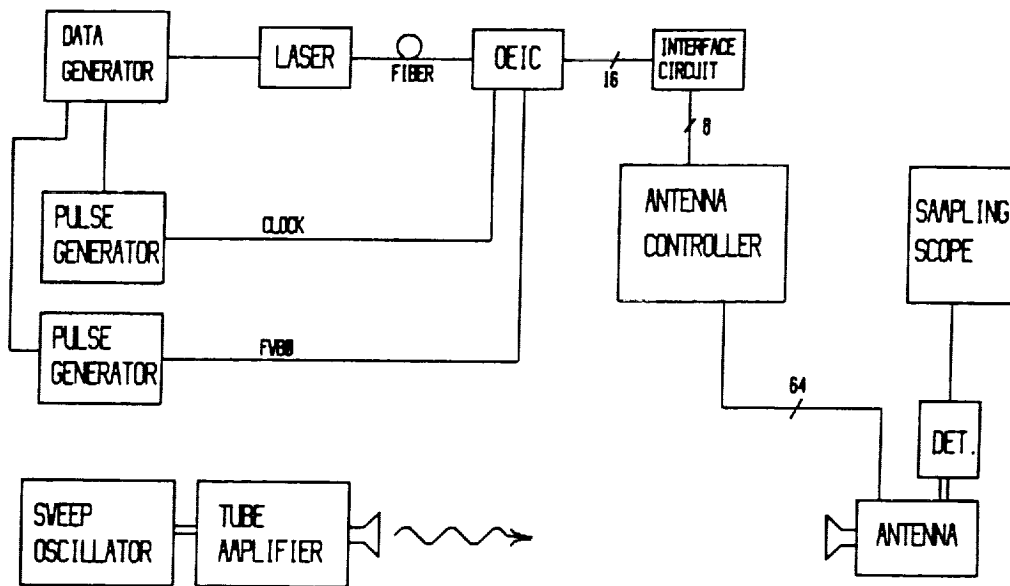 DATA
GENERATOR
LASER
FIBER
OEIC
16
INTERFACE
CIRCUIT
8
PULSE
GENERATOR
CLOCK
ANTENNA
CONTROLLER
SAMPLING
SCOPE
PULSE
GENERATOR
64
DET.
SWEEP
OSCILLATOR
TUBE
AMPLIFIER
ANTENNA